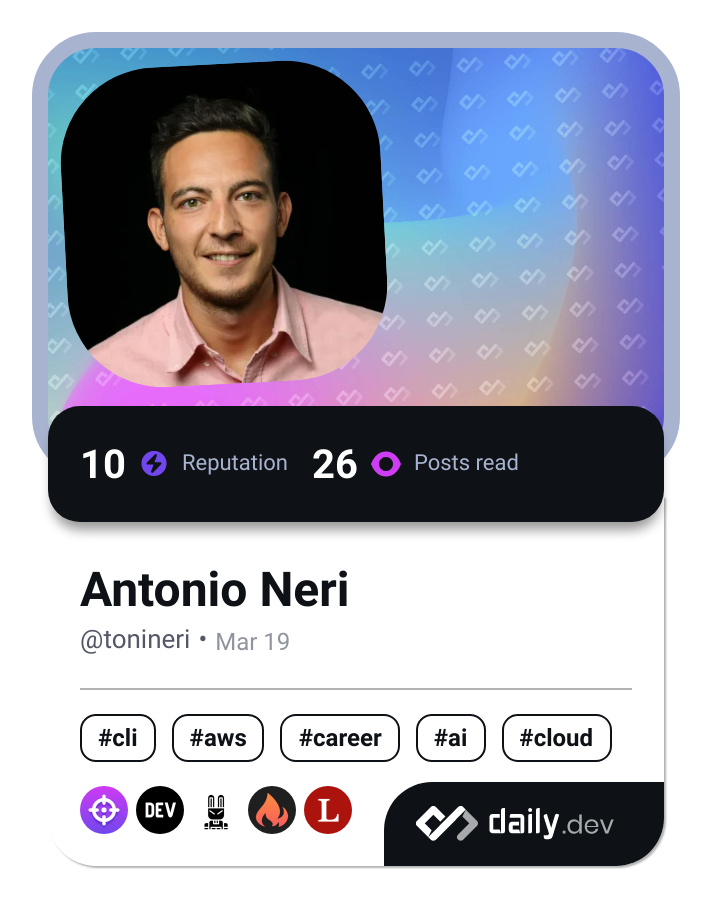 10 Reputation 26 Posts read
Antonio Neri
@tonineri • Mar 19
#cli #aws #career #ai #cloud
DEV L
daily.dev